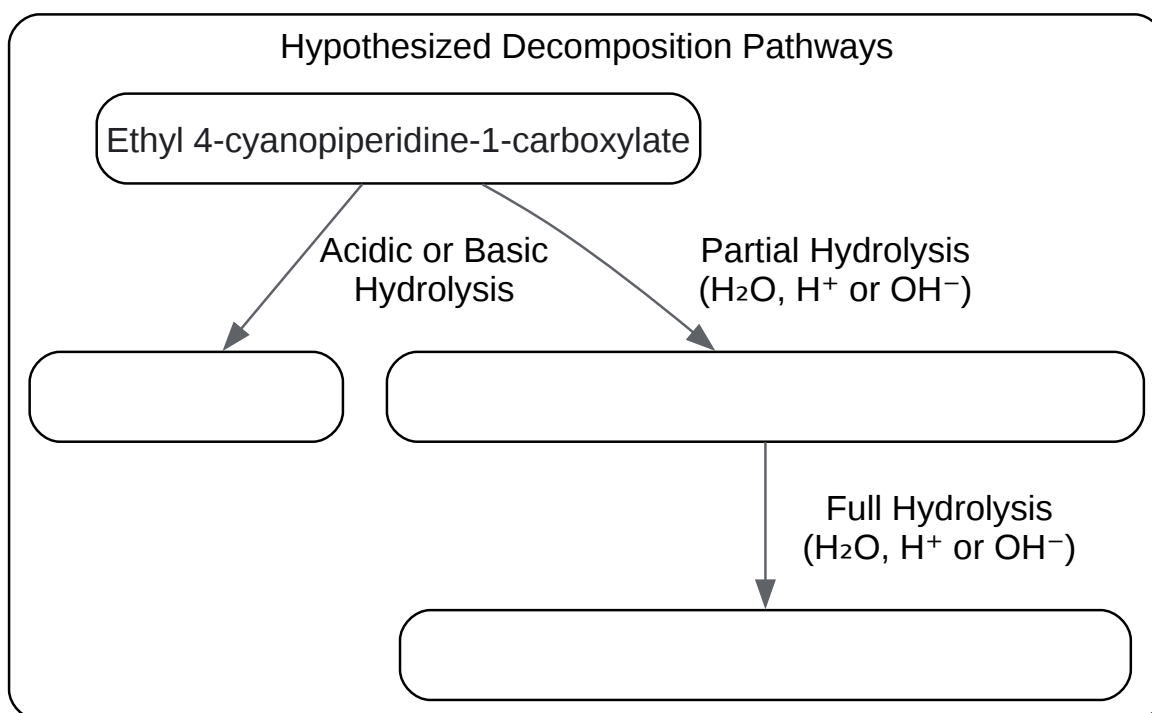 Hypothesized Decomposition Pathways
Ethyl 4-cyanopiperidine-1-carboxylate
Acidic or Basic
Hydrolysis
Partial Hydrolysis
(H₂O, H⁺ or OH⁻)
Full Hydrolysis
(H₂O, H⁺ or OH⁻)